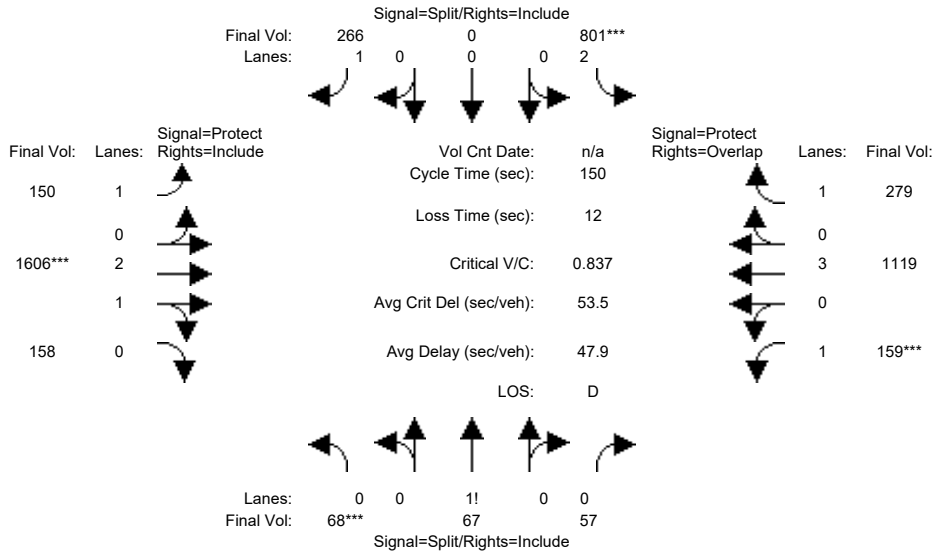 Signal=Split/Rights=Include
Final Vol: 266 0 801***
Lanes: 1 0 0 0 2
Signal=Protect Signal=Protect
Final Vol: Lanes: Rights=Include Vol Cnt Date: n/a Rights=Overlap Lanes: Final Vol:
Cycle Time (sec): 150
150 1 1 279
Loss Time (sec): 12
0 0
1606*** 2 Critical V/C: 0.837 3 1119
1 Avg Crit Del (sec/veh): 53.5 0
158 0 Avg Delay (sec/veh): 47.9 1 159***
LOS: D
Lanes: 0 0 1! 0 0
Final Vol: 68*** 67 57
Signal=Split/Rights=Include